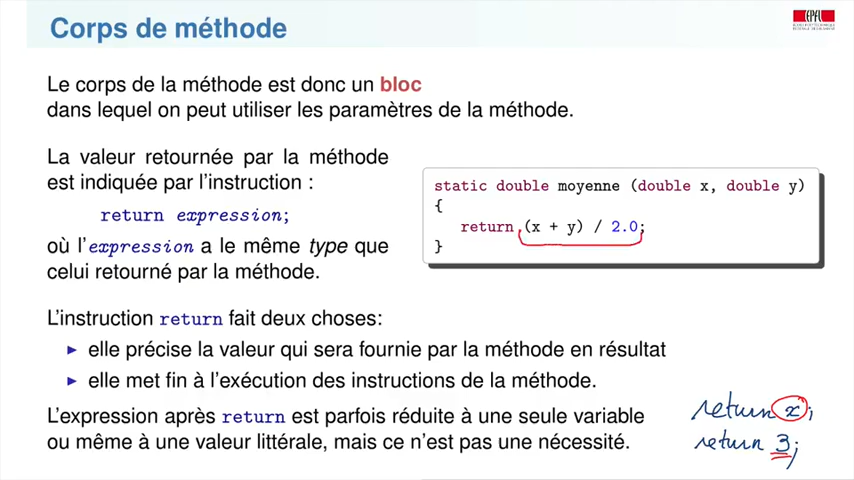 Corps de méthode
EPFL
Le corps de la méthode est donc un bloc
dans lequel on peut utiliser les paramètres de la méthode.
La valeur retournée par la méthode
est indiquée par l'instruction :
return expression;
où l'expression a le même type que
celui retourné par la méthode.
static double moyenne (double x, double y)
{
return (x + y) / 2.0;
}
L'instruction return fait deux choses:
► elle précise la valeur qui sera fournie par la méthode en résultat
► elle met fin à l'exécution des instructions de la méthode.
L'expression après return est parfois réduite à une seule variable
ou même à une valeur littérale, mais ce n'est pas une nécessité.
return x;
return 3;